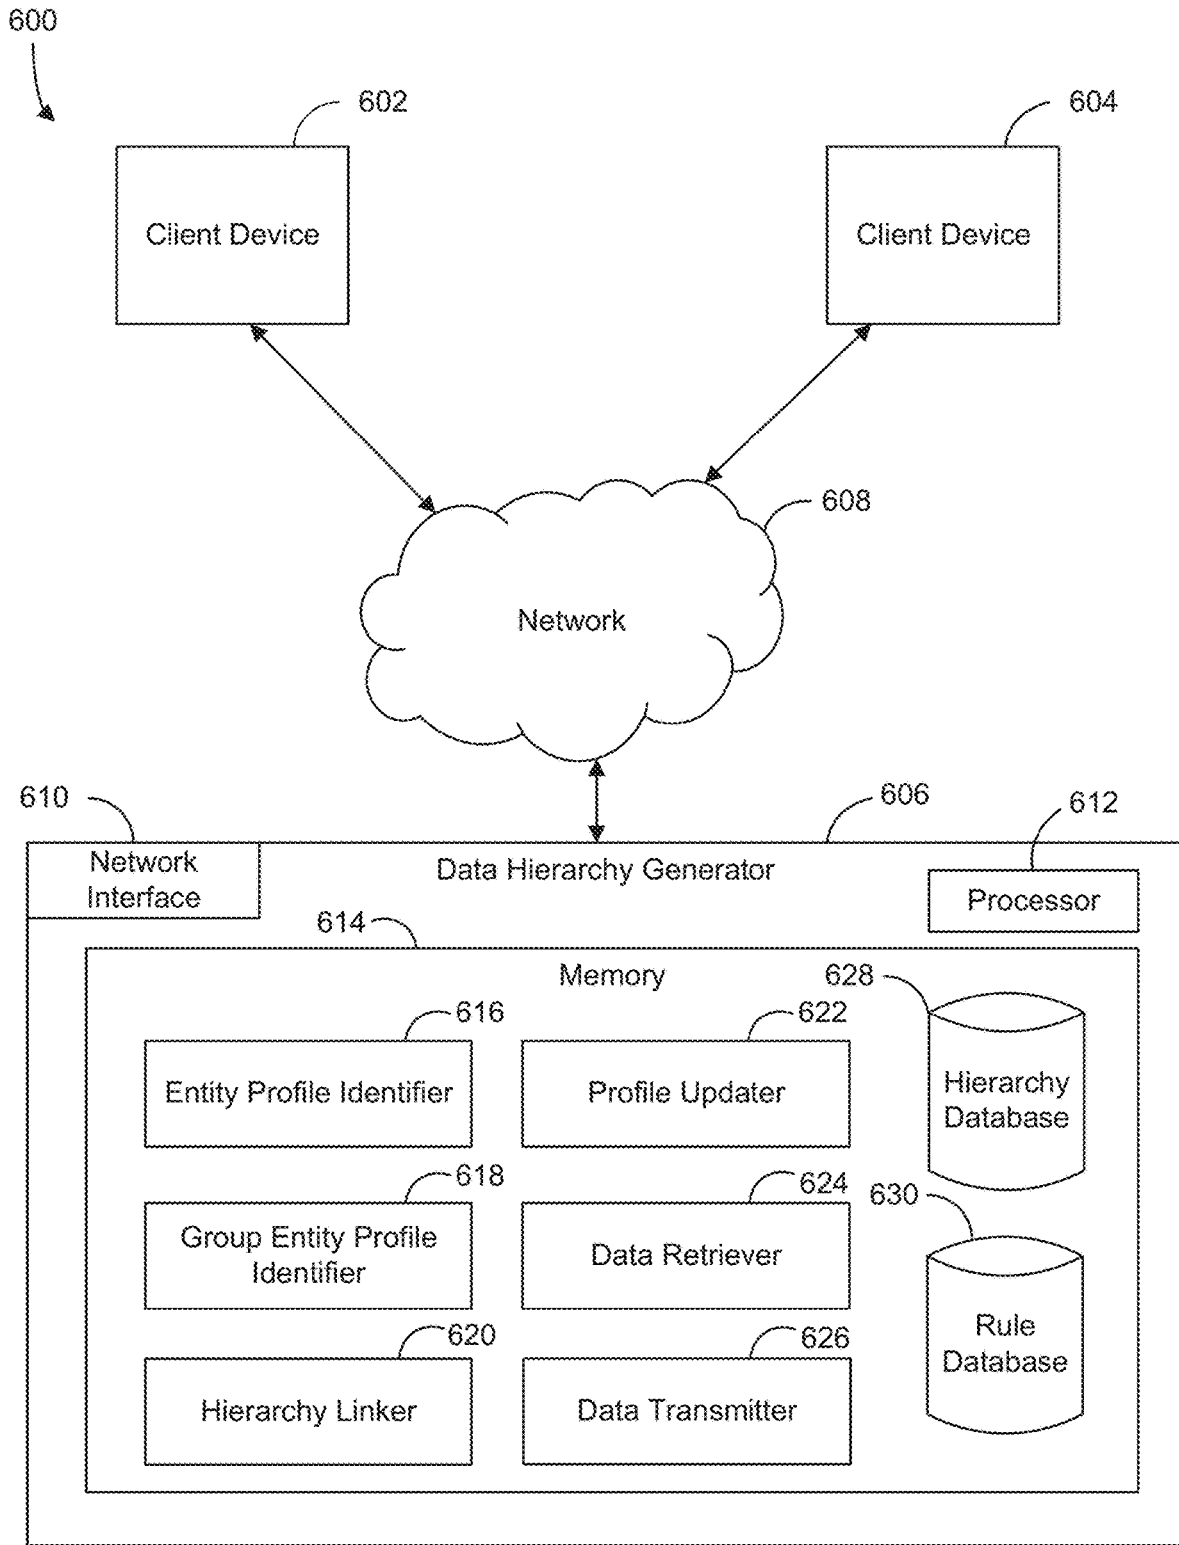 600
602
604
Client Device
Client Device
608
Network
610
606
612
Network
Interface
Data Hierarchy Generator
Processor
614
Memory
628
616
622
Entity Profile Identifier
Profile Updater
Hierarchy
Database
618
624
630
Group Entity Profile
Identifier
Data Retriever
620
626
Rule
Database
Hierarchy Linker
Data Transmitter